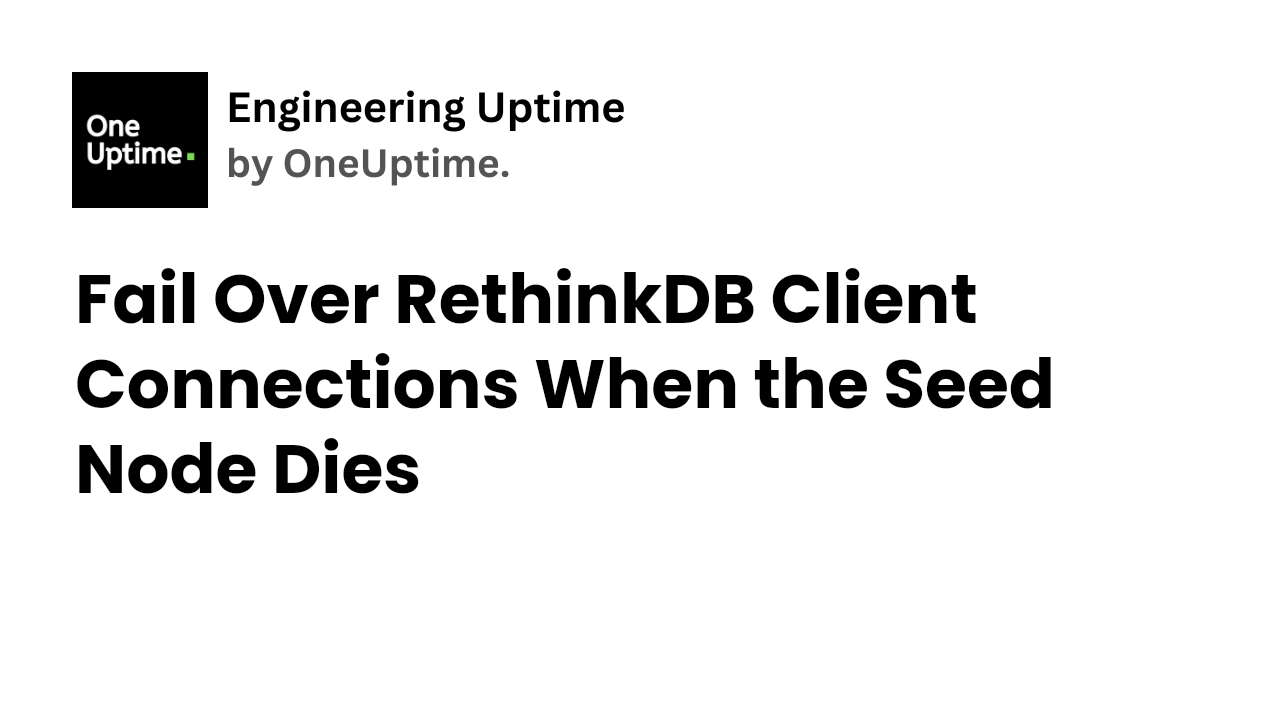 One
Uptime
Engineering Uptime
by OneUptime.
Fail Over RethinkDB Client
Connections When the Seed
Node Dies